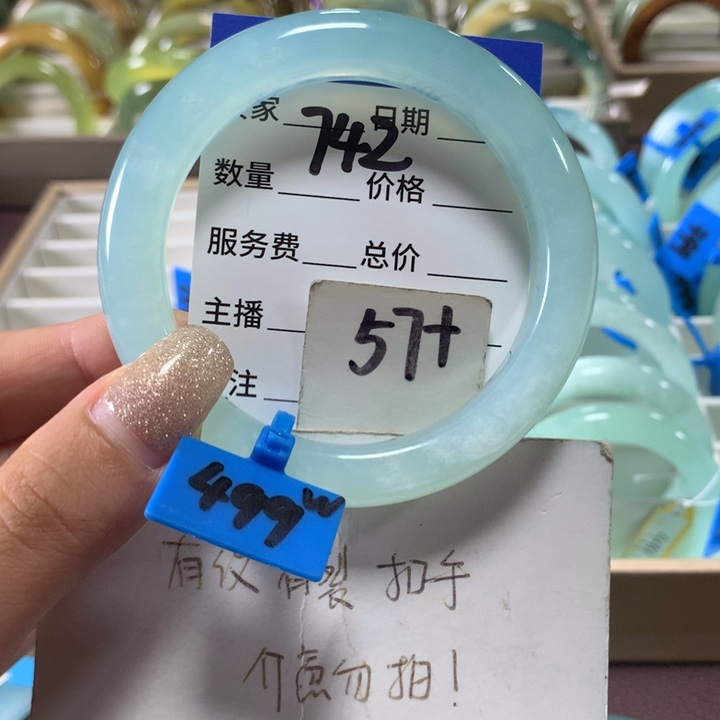 家 日期
742
数量 价格
服务费 总价
主播
57+
注
499W
有纹 有裂 扣手
介意勿拍!